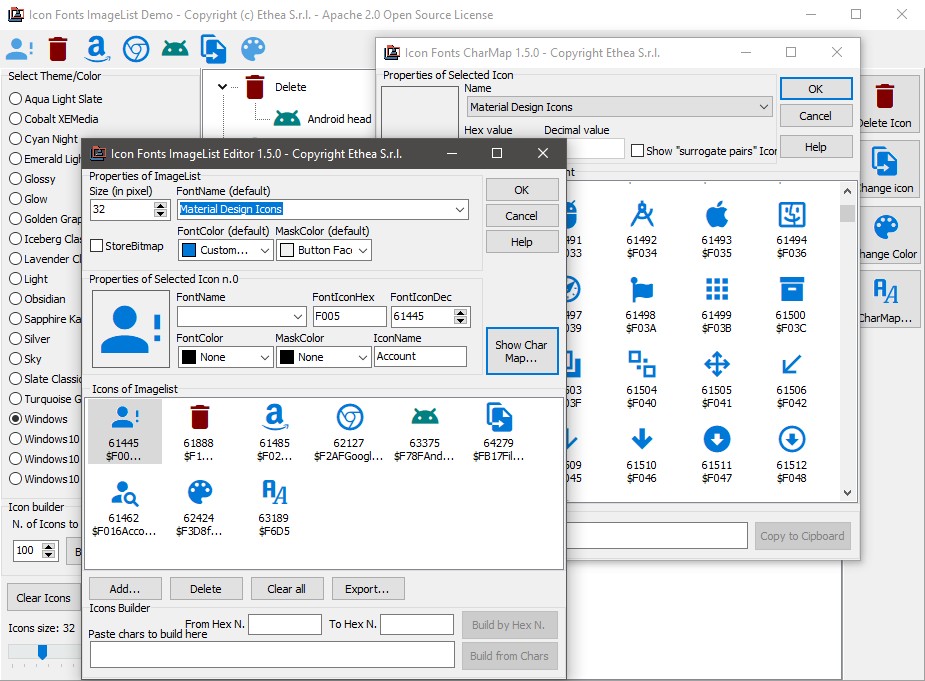 Icon Fonts ImageList Demo - Copyright (c) Ethea S.r.l. - Apache 2.0 Open Source License
Select Theme/Color
Aqua Light Slate
Cobalt XEMedia
Cyan Night
Emerald Ligh
Glossy
Glow
Golden Grap
Iceberg Clas
Lavender Cl
Light
Obsidian
Sapphire Ka
Silver
Sky
Slate Classic
Turquoise G
Windows
Windows10
Windows10
Windows10
Icon builder
N. of Icons to
100
B
Clear Icons
Icons size: 32
Delete
Android head
Delete Icon
hange icon
hange Color
CharMap...
Icon Fonts CharMap 1.5.0 - Copyright Ethea S.r.l.
Properties of Selected Icon
Name
Material Design Icons
Hex value
Decimal value
Show "surrogate pairs" Icon
OK
Cancel
Help
nt
491 61492 61493 61494
033 $F034 $F035 $F036
497 61498 61499 61500
039 $F03A $F03B $F03C
503 61504 61505 61506
03F $F040 $F041 $F042
509 61510 61511 61512
045 $F046 $F047 $F048
Copy to Clipboard
Icon Fonts ImageList Editor 1.5.0 - Copyright Ethea S.r.l.
Properties of ImageList
Size (in pixel)
FontName (default)
32
Material Design Icons
StoreBitmap
FontColor (default)
MaskColor (default)
Custom...
Button Fac
OK
Cancel
Help
Properties of Selected Icon n.0
FontName
FontIconHex
FontIconDec
F005
61445
FontColor
MaskColor
IconName
None
None
Account
Show Char
Map...
Icons of Imagelist
61445 61888 61485 62127 63375 64279
$F00... $F1... $F02... $F2AFGoogl... $F78FAnd... $FB17Fil...
61462 62424 63189
$F016Acco... $F3D8f... $F6D5
Add...
Delete
Clear all
Export...
Icons Builder
From Hex N.
To Hex N.
Build by Hex N.
Paste chars to build here
Build from Chars